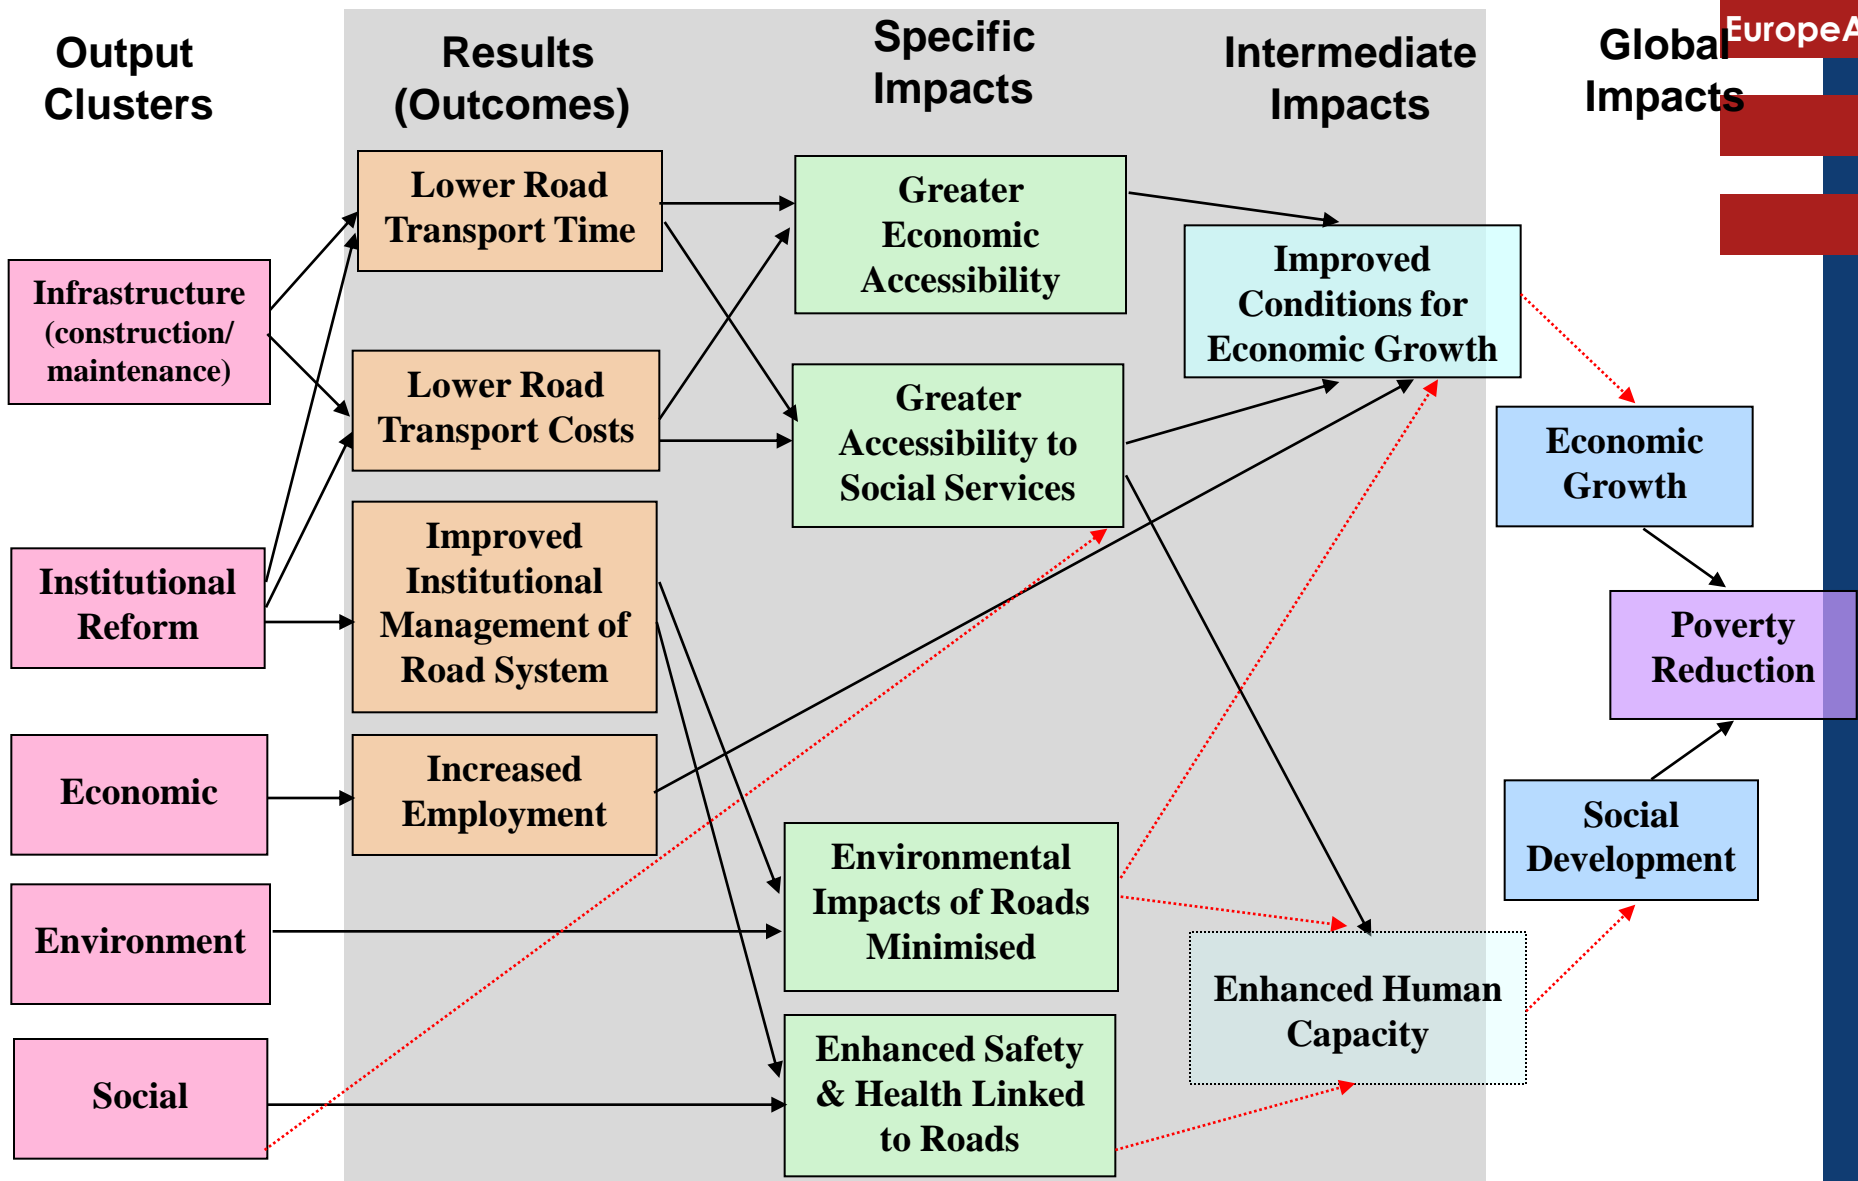 Output
Clusters
Results
(Outcomes)
Specific
Impacts
Intermediate
Impacts
Global
Impacts
EuropeA
Infrastructure
(construction/
maintenance)
Institutional
Reform
Economic
Environment
Social
Lower Road
Transport Time
Lower Road
Transport Costs
Improved
Institutional
Management of
Road System
Increased
Employment
Greater
Economic
Accessibility
Greater
Accessibility to
Social Services
Environmental
Impacts of Roads
Minimised
Enhanced Safety
& Health Linked
to Roads
Improved
Conditions for
Economic Growth
Enhanced Human
Capacity
Economic
Growth
Poverty
Reduction
Social
Development